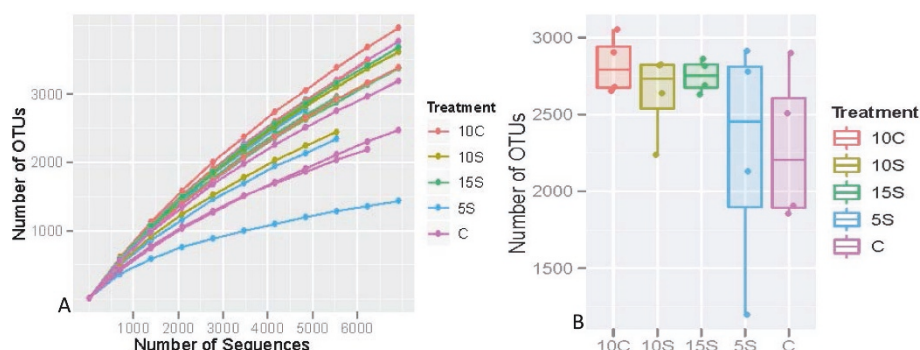 Number of OTUs
3000
2000
1000
A
1000 2000 3000 4000 5000 6000
Number of Sequences
Treatment
10C
10S
15S
5S
C
Number of OTUs
3000
2500
2000
1500
B
10C 10S 15S 5S C
Treatment
10C
10S
15S
5S
C